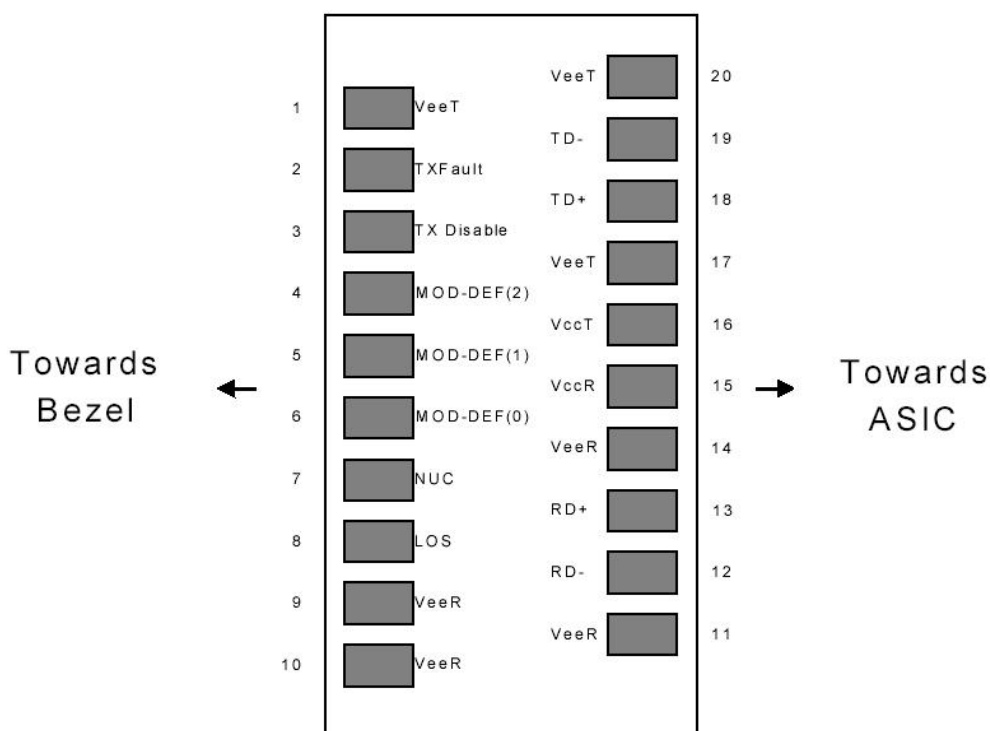 VeeT 20
1 VeeT
TD- 19
2 TXFault
TD+ 18
3 TX Disable
VeeT 17
4 MOD-DEF(2)
VccT 16
5 MOD-DEF(1)
Towards
Bezel
VccR 15
Towards
ASIC
6 MOD-DEF(0)
VeeR 14
7 NUC
RD+ 13
8 LOS
RD- 12
9 VeeR
VeeR 11
10 VeeR